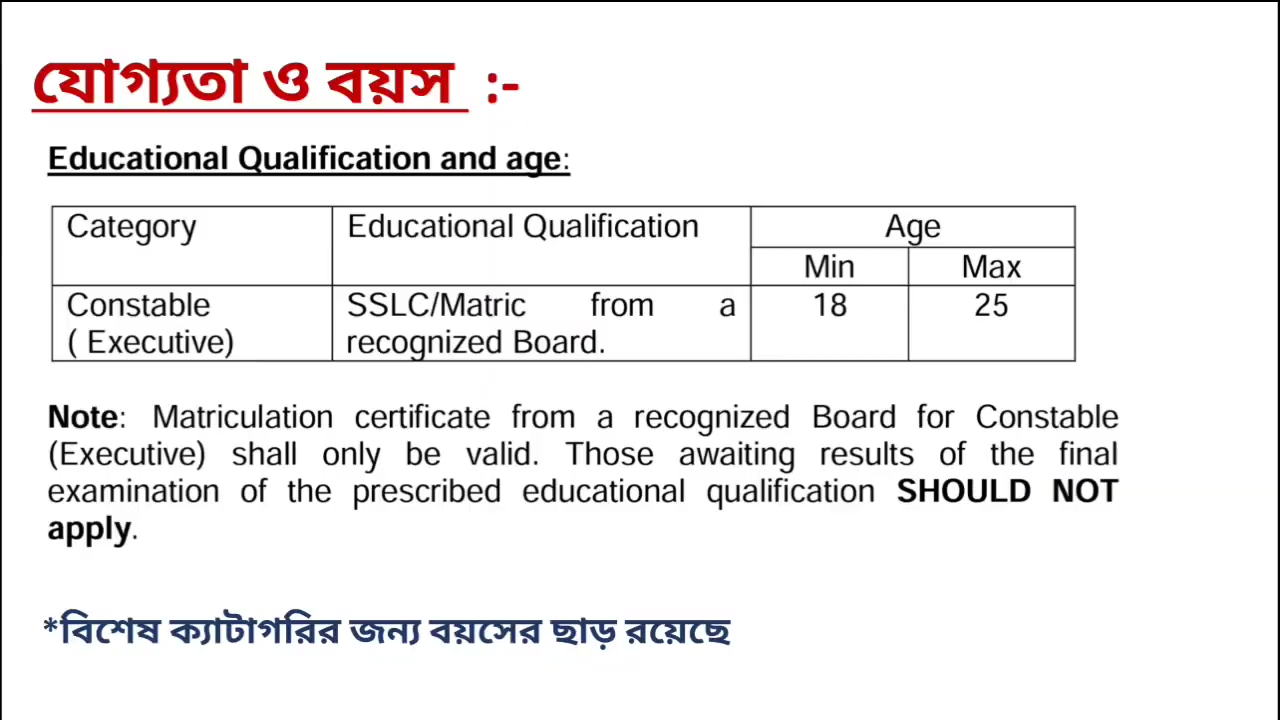 যোগ্যতা ও বয়স :-
Educational Qualification and age:
Category Educational Qualification Age
Min Max
Constable SSLC/Matric from a 18 25
( Executive) recognized Board.
Note: Matriculation certificate from a recognized Board for Constable
(Executive) shall only be valid. Those awaiting results of the final
examination of the prescribed educational qualification SHOULD NOT
apply.
*বিশেষ ক্যাটাগরির জন্য বয়সের ছাড় রয়েছে